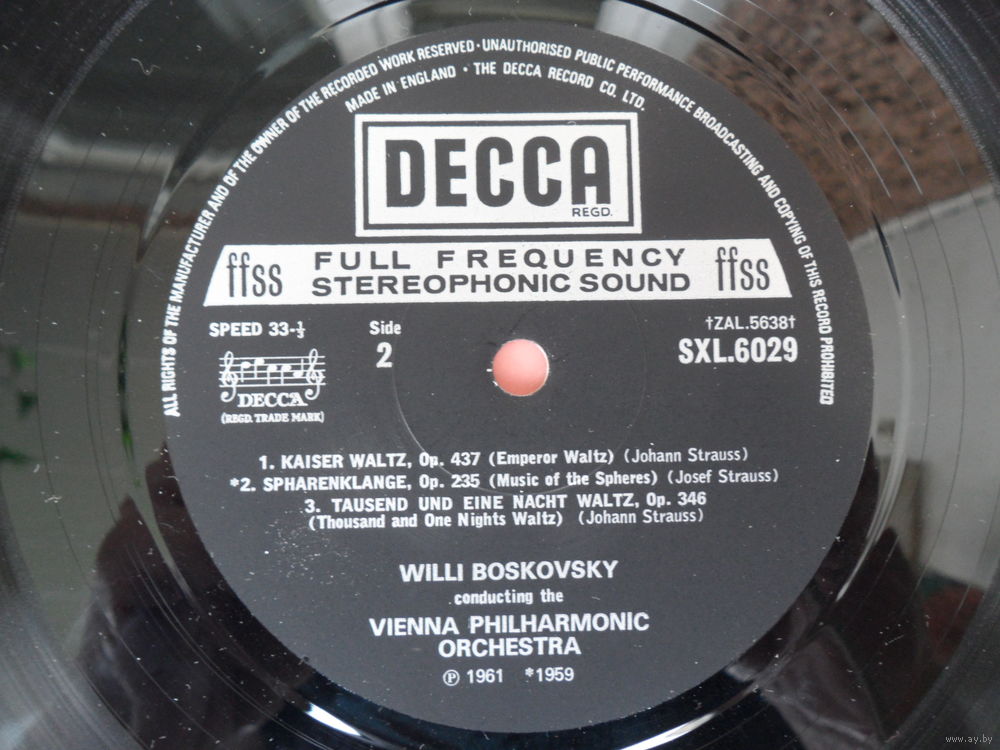 ALL RIGHTS OF THE MANUFACTURER AND OF THE OWNER OF THE RECORDED WORK RESERVED · UNAUTHORISED PUBLIC PERFORMANCE BROADCASTING AND COPYING OF THIS RECORD PROHIBITED
MADE IN ENGLAND · THE DECCA RECORD CO. LTD.
DECCA
REGD.
ffss FULL FREQUENCY ffss
STEREOPHONIC SOUND
SPEED 33-⅓
Side
2
†ZAL.5638†
SXL.6029
DECCA
(REGD. TRADE MARK)
1. KAISER WALTZ, Op. 437 (Emperor Waltz) (Johann Strauss)
*2. SPHARENKLANGE, Op. 235 (Music of the Spheres) (Josef Strauss)
3. TAUSEND UND EINE NACHT WALTZ, Op. 346
(Thousand and One Nights Waltz) (Johann Strauss)
WILLI BOSKOVSKY
conducting the
VIENNA PHILHARMONIC
ORCHESTRA
℗ 1961 *1959
www.ay.by